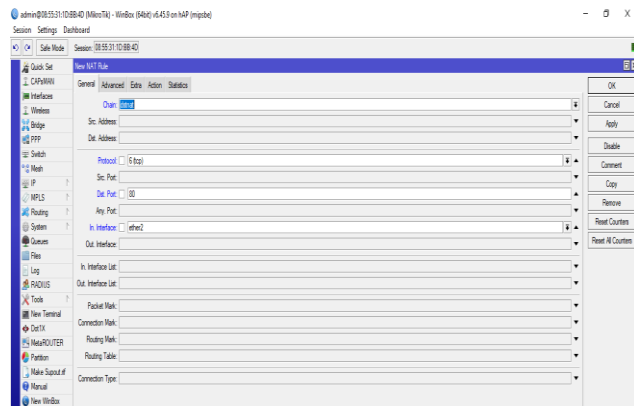 admin@08:55:31:1D:BB:4D (MikroTik) - WinBox (64bit) v6.45.9 on hAP (mipsbe)
Session Settings Dashboard
Safe Mode Session: 08:55:31:1D:BB:4D
Quick Set
CAPsMAN
Interfaces
Wireless
Bridge
PPP
Switch
Mesh
IP
MPLS
Routing
System
Queues
Files
Log
RADIUS
Tools
New Terminal
Dot1X
MetaROUTER
Partition
Make Supout.rif
Manual
New WinBox
New NAT Rule
General Advanced Extra Action Statistics
Chain: dstnat
Src. Address:
Dst. Address:
Protocol: 6 (tcp)
Src. Port:
Dst. Port: 80
Any. Port:
In. Interface: ether2
Out. Interface:
In. Interface List:
Out. Interface List:
Packet Mark:
Connection Mark:
Routing Mark:
Routing Table:
Connection Type:
OK
Cancel
Apply
Disable
Comment
Copy
Remove
Reset Counters
Reset All Counters